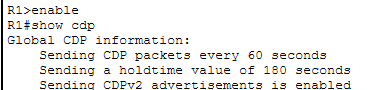 R1>enable
R1#show cdp
Global CDP information:
    Sending CDP packets every 60 seconds
    Sending a holdtime value of 180 seconds
    Sending CDPv2 advertisements is enabled